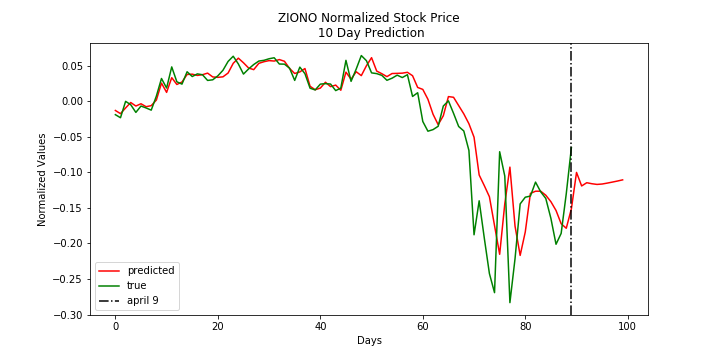 ZIONO Normalized Stock Price
10 Day Prediction
Normalized Values
0.05
0.00
−0.05
−0.10
−0.15
−0.20
−0.25
−0.30
predicted
true
april 9
0 20 40 60 80 100
Days